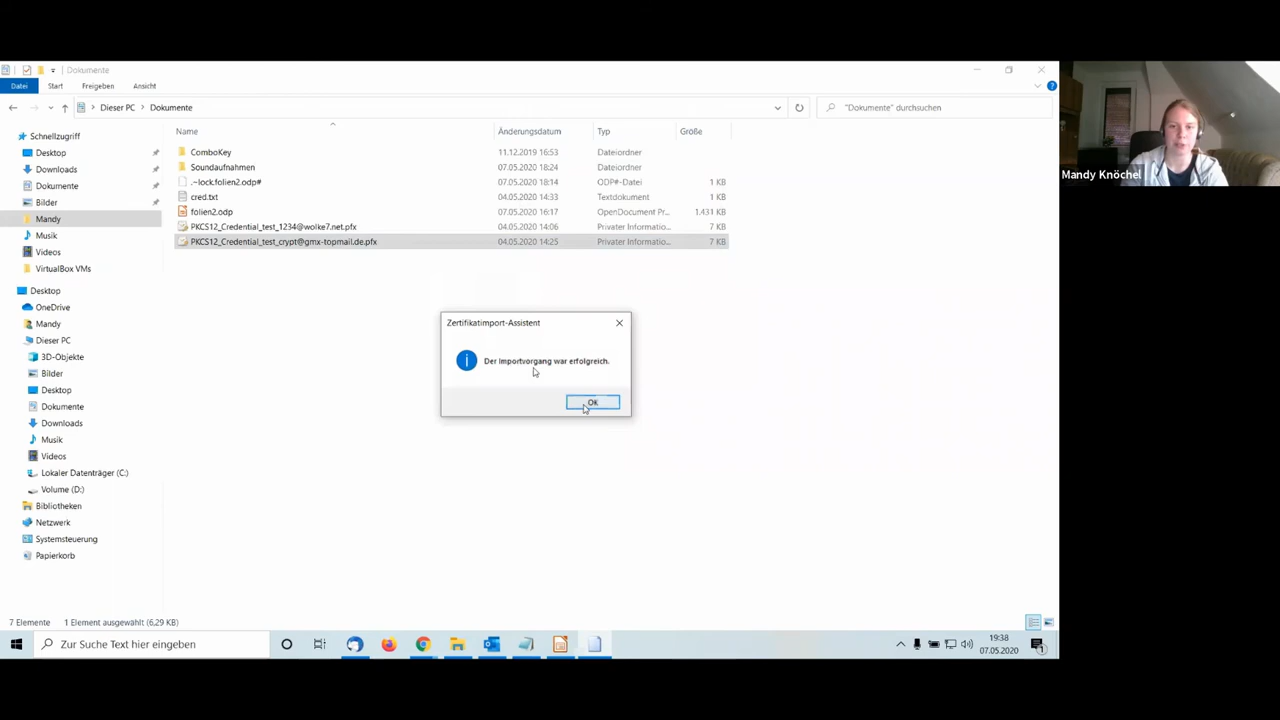 Dokumente
Datei Start Freigeben Ansicht
Dieser PC Dokumente "Dokumente" durchsuchen
Name Änderungsdatum Typ Größe
ComboKey 11.12.2019 16:53 Dateiordner
Soundaufnahmen 07.05.2020 18:24 Dateiordner
.~lock.folien2.odp# 07.05.2020 18:14 ODP#-Datei 1 KB
cred.txt 04.05.2020 14:33 Textdokument 1 KB
folien2.odp 07.05.2020 16:17 OpenDocument Pr... 1.431 KB
PKCS12_Credential_test_1234@wolke7.net.pfx 04.05.2020 14:06 Privater Informatio... 7 KB
PKCS12_Credential_test_crypt@gmx-topmail.de.pfx 04.05.2020 14:25 Privater Informatio... 7 KB
Schnellzugriff
Desktop
Downloads
Dokumente
Bilder
Mandy
Musik
Videos
VirtualBox VMs
Desktop
OneDrive
Mandy
Dieser PC
3D-Objekte
Bilder
Desktop
Dokumente
Downloads
Musik
Videos
Lokaler Datenträger (C:)
Volume (D:)
Bibliotheken
Netzwerk
Systemsteuerung
Papierkorb
Zertifikatimport-Assistent
Der Importvorgang war erfolgreich.
OK
7 Elemente 1 Element ausgewählt (6,29 KB)
Zur Suche Text hier eingeben
19:38
07.05.2020
1
Mandy Knöchel